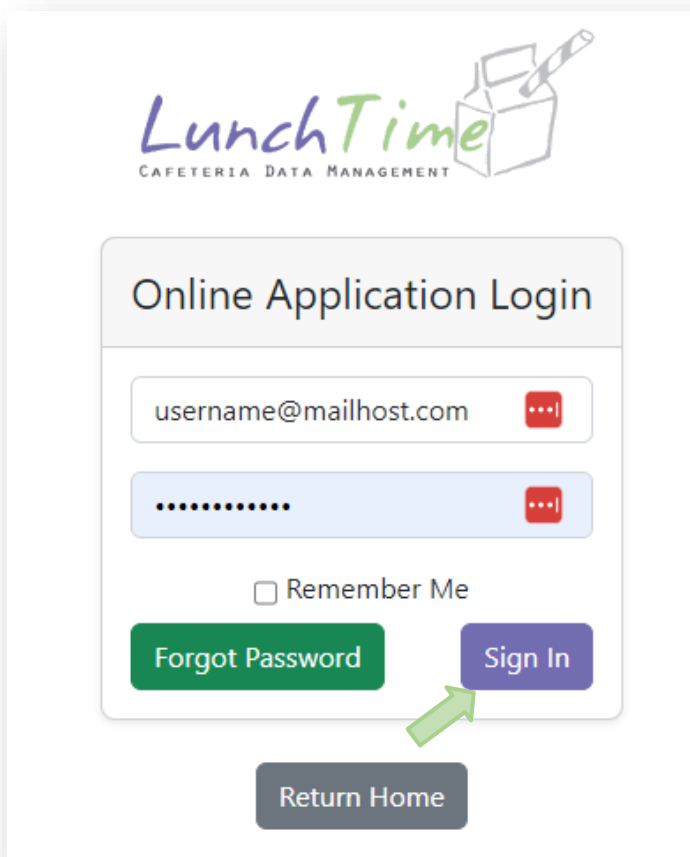 LunchTime
CAFETERIA DATA MANAGEMENT
Online Application Login
username@mailhost.com
••••••••••••
Remember Me
Forgot Password Sign In
Return Home